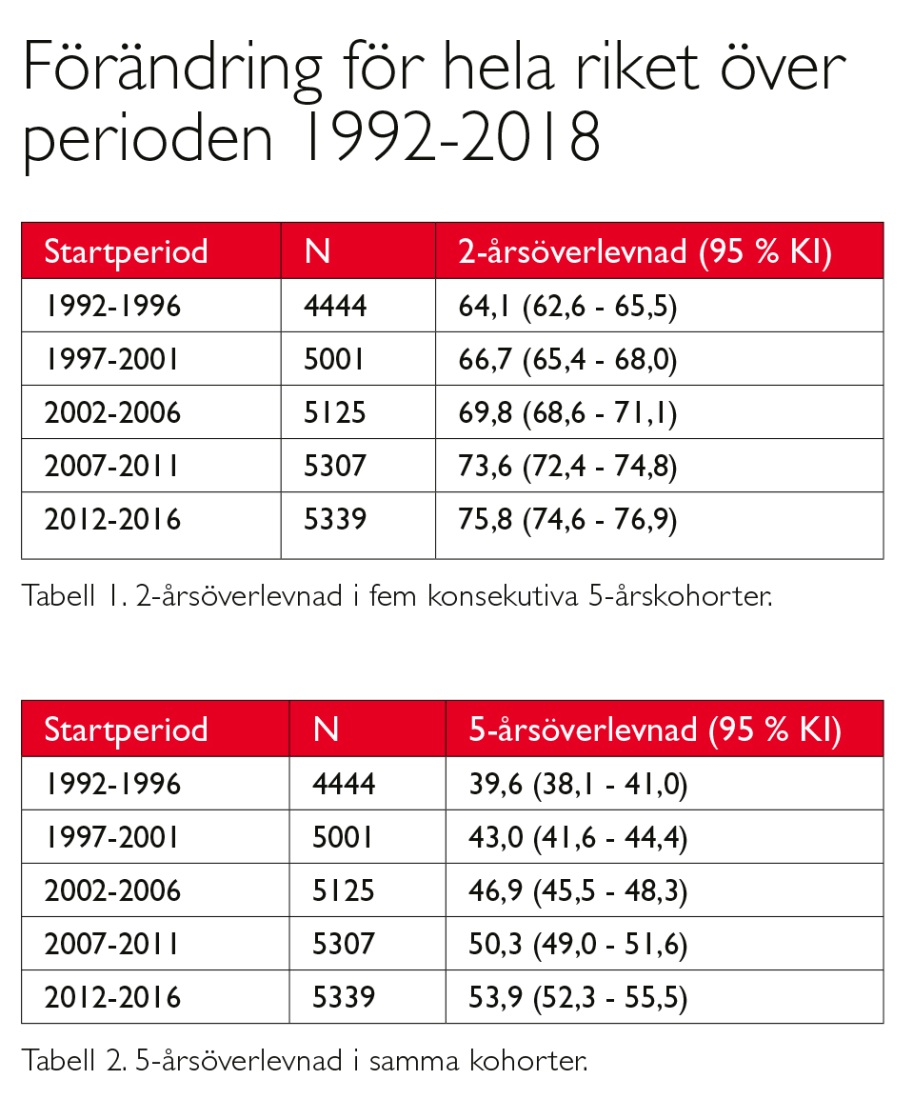 Förändring för hela riket över
perioden 1992-2018
Startperiod N 2-årsöverlevnad (95 % KI)
1992-1996 4444 64,1 (62,6 - 65,5)
1997-2001 5001 66,7 (65,4 - 68,0)
2002-2006 5125 69,8 (68,6 - 71,1)
2007-2011 5307 73,6 (72,4 - 74,8)
2012-2016 5339 75,8 (74,6 - 76,9)
Tabell 1. 2-årsöverlevnad i fem konsekutiva 5-årskohorter.
Startperiod N 5-årsöverlevnad (95 % KI)
1992-1996 4444 39,6 (38,1 - 41,0)
1997-2001 5001 43,0 (41,6 - 44,4)
2002-2006 5125 46,9 (45,5 - 48,3)
2007-2011 5307 50,3 (49,0 - 51,6)
2012-2016 5339 53,9 (52,3 - 55,5)
Tabell 2. 5-årsöverlevnad i samma kohorter.